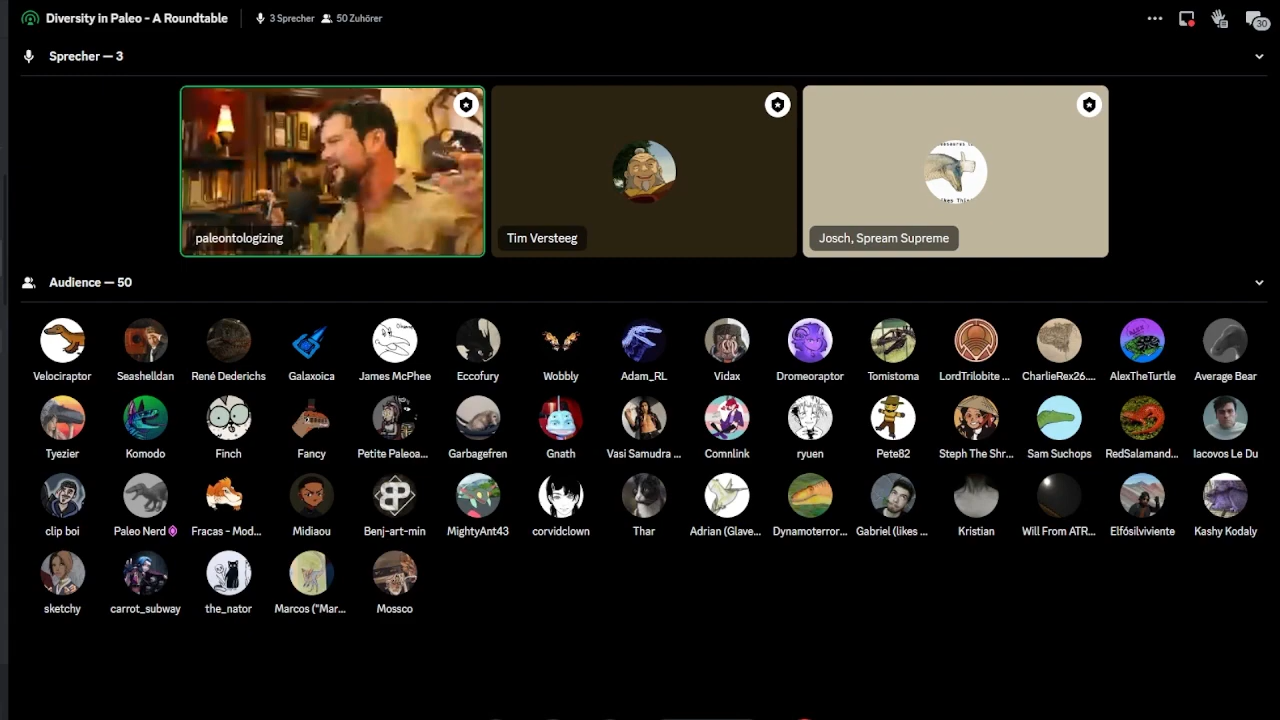 Diversity in Paleo - A Roundtable 3 Sprecher 50 Zuhörer 30
Sprecher — 3
paleontologizing Tim Versteeg Josch, Spream Supreme
Audience — 50
Velociraptor Seashelldan René Dederichs Galaxoica James McPhee Eccofury Wobbly Adam_RL Vidax Dromeoraptor Tomistoma LordTrilobite ... CharlieRex26.... AlexTheTurtle Average Bear
Tyezier Komodo Finch Fancy Petite Paleoa... Garbagefren Gnath Vasi Samudra ... Comnlink ryuen Pete82 Steph The Shr... Sam Suchops RedSalamand... Iacovos Le Du
clip boi Paleo Nerd Fracas - Mod... Midiaou Benj-art-min MightyAnt43 corvidclown Thar Adrian (Glave... Dynamoterror... Gabriel (likes ... Kristian Will From ATR... Elfósilviviente Kashy Kodaly
sketchy carrot_subway the_nator Marcos ("Mar... Mossco